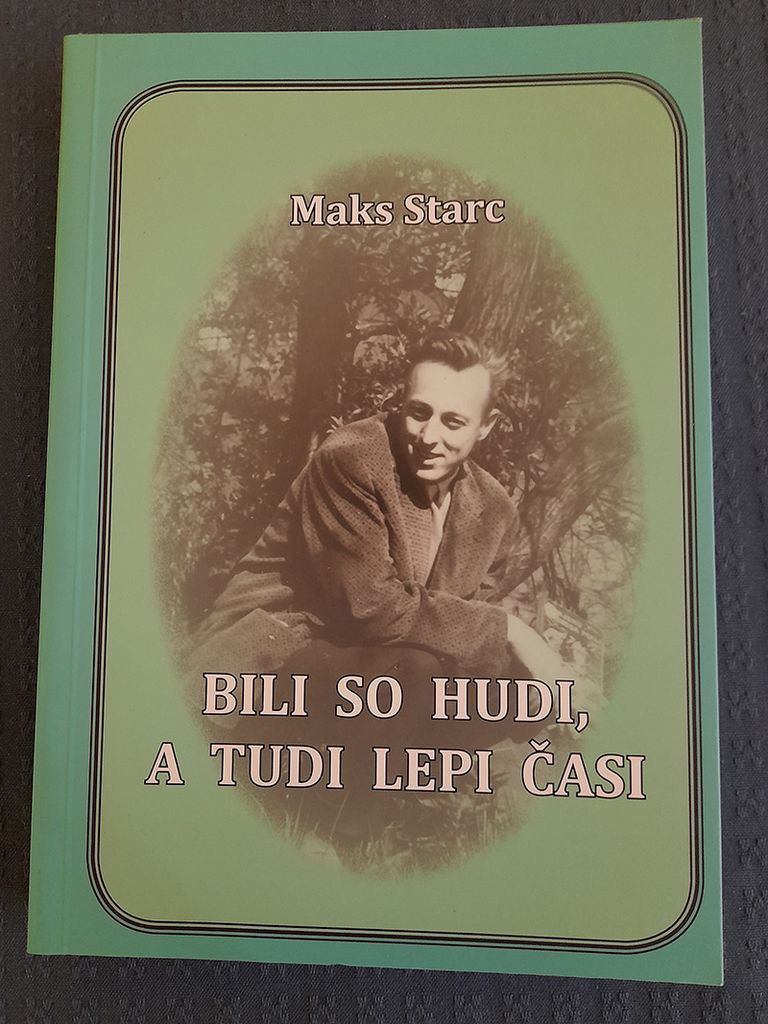 Maks Starc
BILI SO HUDI,
A TUDI LEPI ČASI